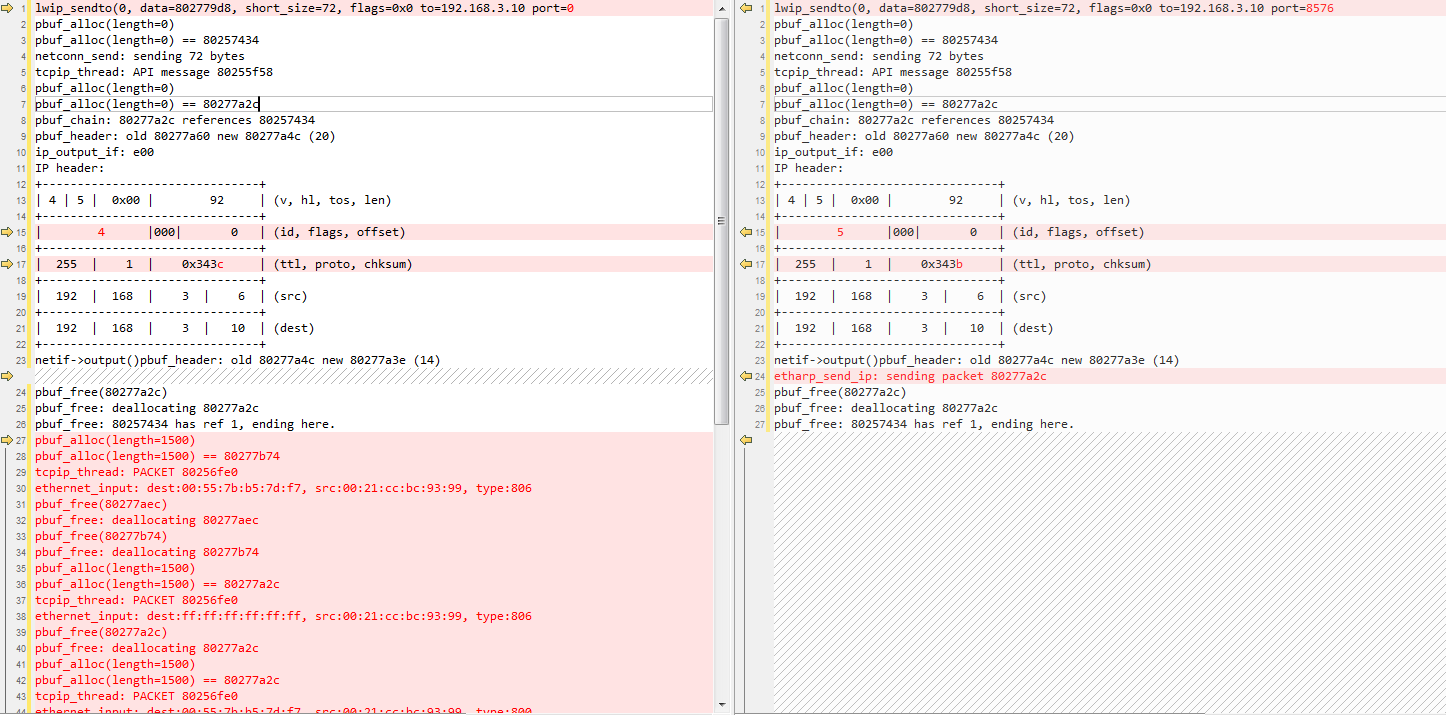 1 lwip_sendto(0, data=802779d8, short_size=72, flags=0x0 to=192.168.3.10 port=0
2 pbuf_alloc(length=0)
3 pbuf_alloc(length=0) == 80257434
4 netconn_send: sending 72 bytes
5 tcpip_thread: API message 80255f58
6 pbuf_alloc(length=0)
7 pbuf_alloc(length=0) == 80277a2c
8 pbuf_chain: 80277a2c references 80257434
9 pbuf_header: old 80277a60 new 80277a4c (20)
10 ip_output_if: e00
11 IP header:
12 +-------------------------------+
13 | 4 | 5 | 0x00 | 92 | (v, hl, tos, len)
14 +-------------------------------+
15 | 4 |000| 0 | (id, flags, offset)
16 +-------------------------------+
17 | 255 | 1 | 0x343c | (ttl, proto, chksum)
18 +-------------------------------+
19 | 192 | 168 | 3 | 6 | (src)
20 +-------------------------------+
21 | 192 | 168 | 3 | 10 | (dest)
22 +-------------------------------+
23 netif->output()pbuf_header: old 80277a4c new 80277a3e (14)
24 pbuf_free(80277a2c)
25 pbuf_free: deallocating 80277a2c
26 pbuf_free: 80257434 has ref 1, ending here.
27 pbuf_alloc(length=1500)
28 pbuf_alloc(length=1500) == 80277b74
29 tcpip_thread: PACKET 80256fe0
30 ethernet_input: dest:00:55:7b:b5:7d:f7, src:00:21:cc:bc:93:99, type:806
31 pbuf_free(80277aec)
32 pbuf_free: deallocating 80277aec
33 pbuf_free(80277b74)
34 pbuf_free: deallocating 80277b74
35 pbuf_alloc(length=1500)
36 pbuf_alloc(length=1500) == 80277a2c
37 tcpip_thread: PACKET 80256fe0
38 ethernet_input: dest:ff:ff:ff:ff:ff:ff, src:00:21:cc:bc:93:99, type:806
39 pbuf_free(80277a2c)
40 pbuf_free: deallocating 80277a2c
41 pbuf_alloc(length=1500)
42 pbuf_alloc(length=1500) == 80277a2c
43 tcpip_thread: PACKET 80256fe0
44 ethernet_input: dest:00:55:7b:b5:7d:f7, src:00:21:cc:bc:93:99, type:800
1 lwip_sendto(0, data=802779d8, short_size=72, flags=0x0 to=192.168.3.10 port=8576
2 pbuf_alloc(length=0)
3 pbuf_alloc(length=0) == 80257434
4 netconn_send: sending 72 bytes
5 tcpip_thread: API message 80255f58
6 pbuf_alloc(length=0)
7 pbuf_alloc(length=0) == 80277a2c
8 pbuf_chain: 80277a2c references 80257434
9 pbuf_header: old 80277a60 new 80277a4c (20)
10 ip_output_if: e00
11 IP header:
12 +-------------------------------+
13 | 4 | 5 | 0x00 | 92 | (v, hl, tos, len)
14 +-------------------------------+
15 | 5 |000| 0 | (id, flags, offset)
16 +-------------------------------+
17 | 255 | 1 | 0x343b | (ttl, proto, chksum)
18 +-------------------------------+
19 | 192 | 168 | 3 | 6 | (src)
20 +-------------------------------+
21 | 192 | 168 | 3 | 10 | (dest)
22 +-------------------------------+
23 netif->output()pbuf_header: old 80277a4c new 80277a3e (14)
24 etharp_send_ip: sending packet 80277a2c
25 pbuf_free(80277a2c)
26 pbuf_free: deallocating 80277a2c
27 pbuf_free: 80257434 has ref 1, ending here.